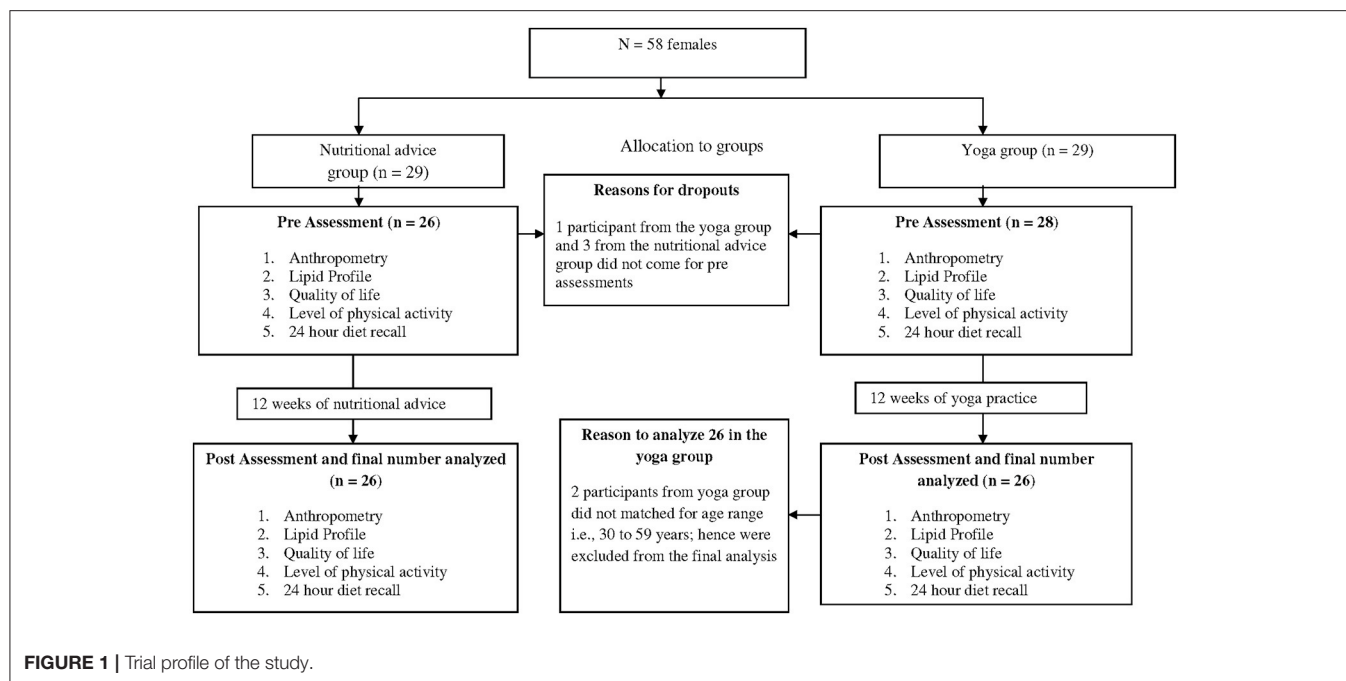 N = 58 females
Nutritional advice
group (n = 29)
Allocation to groups
Yoga group (n = 29)
Pre Assessment (n = 26)
1. Anthropometry
2. Lipid Profile
3. Quality of life
4. Level of physical activity
5. 24 hour diet recall
Reasons for dropouts
1 participant from the yoga group
and 3 from the nutritional advice
group did not come for pre
assessments
Pre Assessment (n = 28)
1. Anthropometry
2. Lipid Profile
3. Quality of life
4. Level of physical activity
5. 24 hour diet recall
12 weeks of nutritional advice
12 weeks of yoga practice
Post Assessment and final number analyzed
(n = 26)
1. Anthropometry
2. Lipid Profile
3. Quality of life
4. Level of physical activity
5. 24 hour diet recall
Reason to analyze 26 in the
yoga group
2 participants from yoga group
did not matched for age range
i.e., 30 to 59 years; hence were
excluded from the final analysis
Post Assessment and final number
analyzed (n = 26)
1. Anthropometry
2. Lipid Profile
3. Quality of life
4. Level of physical activity
5. 24 hour diet recall
FIGURE 1 | Trial profile of the study.